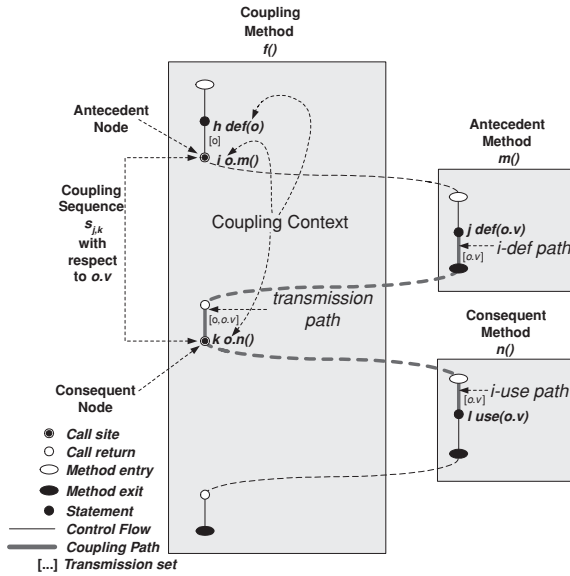 Coupling
Method
f()
Antecedent
Node
h def(o)
[o]
i o.m()
Antecedent
Method
m()
Coupling
Sequence
s j,k
with
respect
to o.v
Coupling Context
j def(o.v)
[o.v]
i-def path
[o,o.v]
transmission
path
k o.n()
Consequent
Method
n()
Consequent
Node
[o.v]
i-use path
l use(o.v)
Call site
Call return
Method entry
Method exit
Statement
Control Flow
Coupling Path
[...] Transmission set